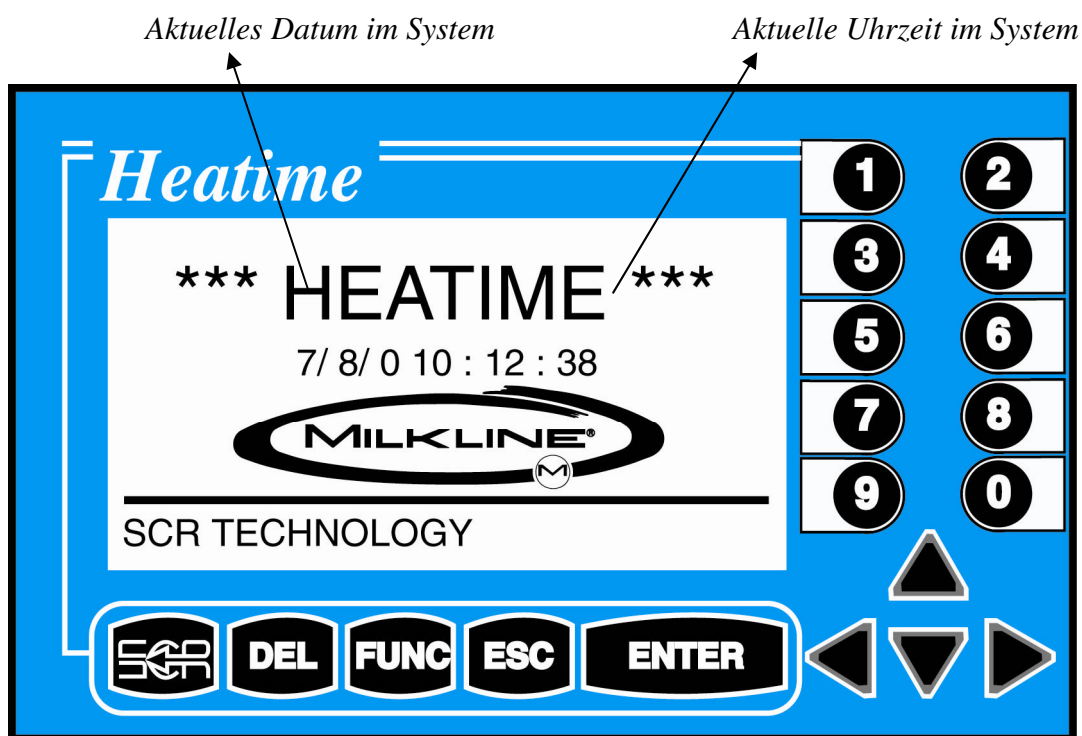 Aktuelles Datum im System
Aktuelle Uhrzeit im System
Heatime
*** HEATIME ***
7/ 8/ 0 10 : 12 : 38
MILKLINE®
M
SCR TECHNOLOGY
1 2
3 4
5 6
7 8
9 0
SCR DEL FUNC ESC ENTER